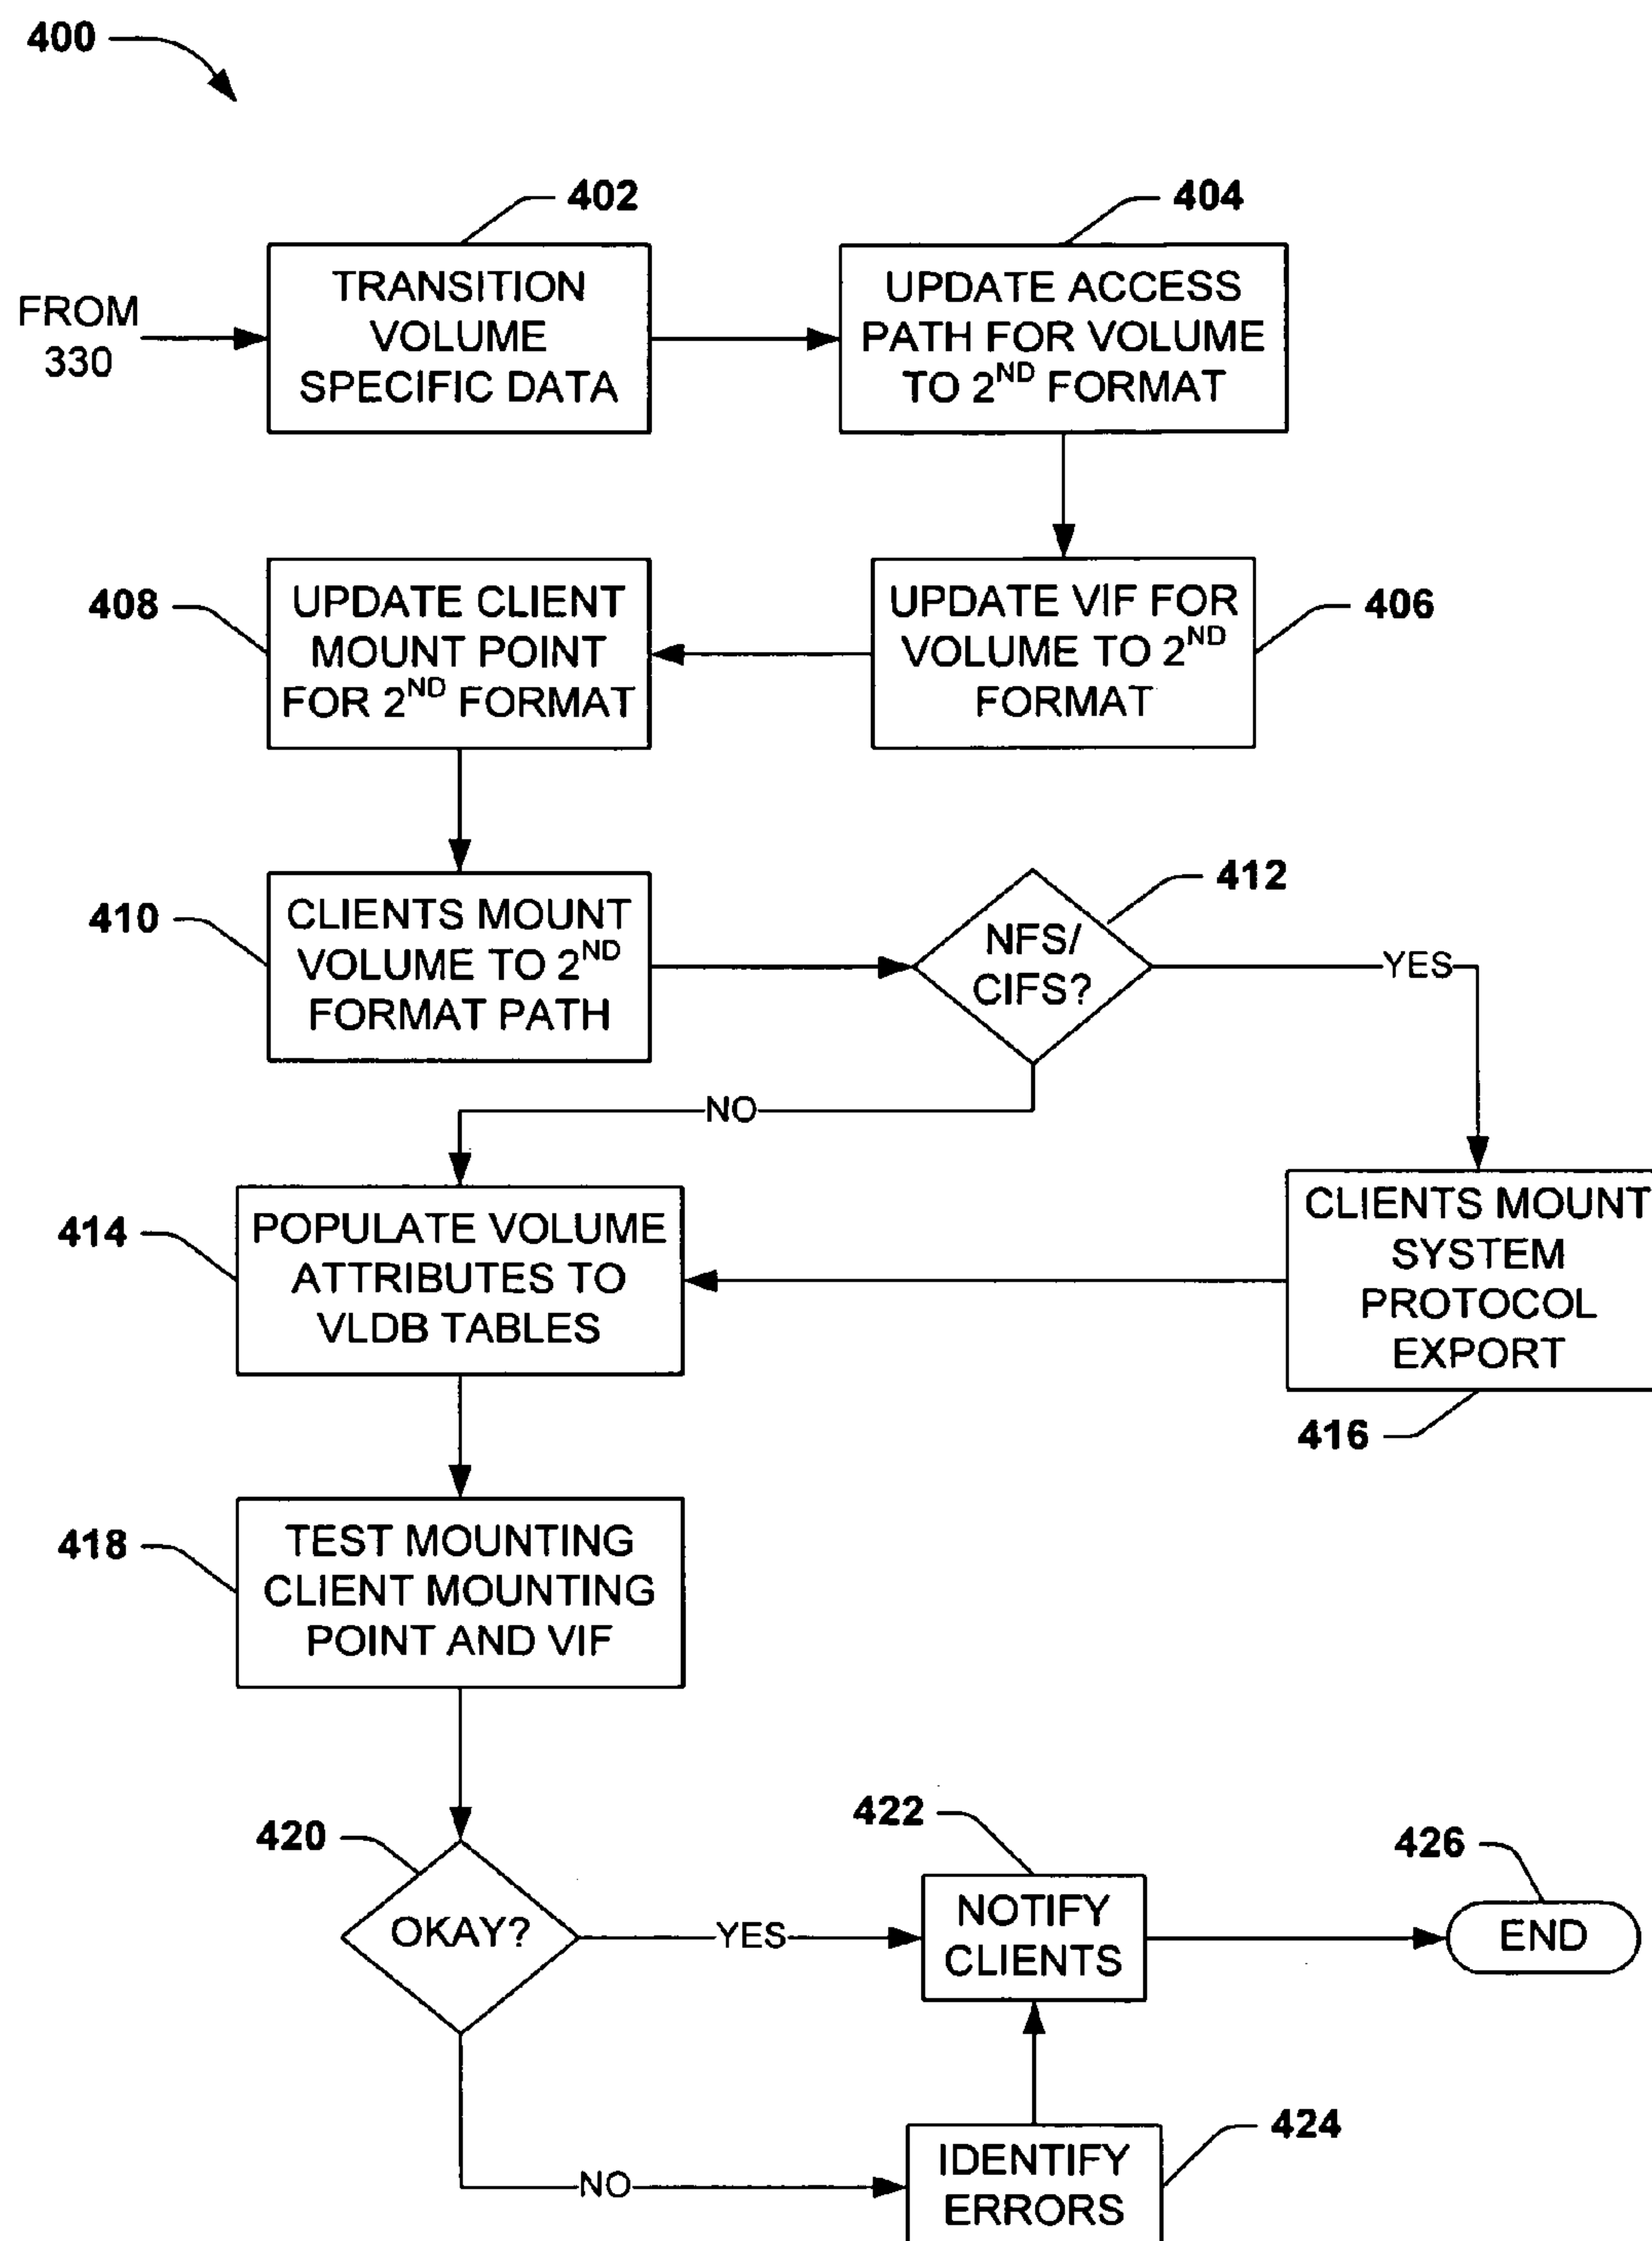 400
402
404
FROM
330
TRANSITION
VOLUME
SPECIFIC DATA
UPDATE ACCESS
PATH FOR VOLUME
TO 2ND FORMAT
408
UPDATE CLIENT
MOUNT POINT
FOR 2ND FORMAT
UPDATE VIF FOR
VOLUME TO 2ND
FORMAT
406
410
CLIENTS MOUNT
VOLUME TO 2ND
FORMAT PATH
412
NFS/
CIFS?
YES
NO
414
POPULATE VOLUME
ATTRIBUTES TO
VLDB TABLES
CLIENTS MOUNT
SYSTEM
PROTOCOL
EXPORT
416
418
TEST MOUNTING
CLIENT MOUNTING
POINT AND VIF
420
OKAY?
YES
422
NOTIFY
CLIENTS
426
END
NO
IDENTIFY
ERRORS
424